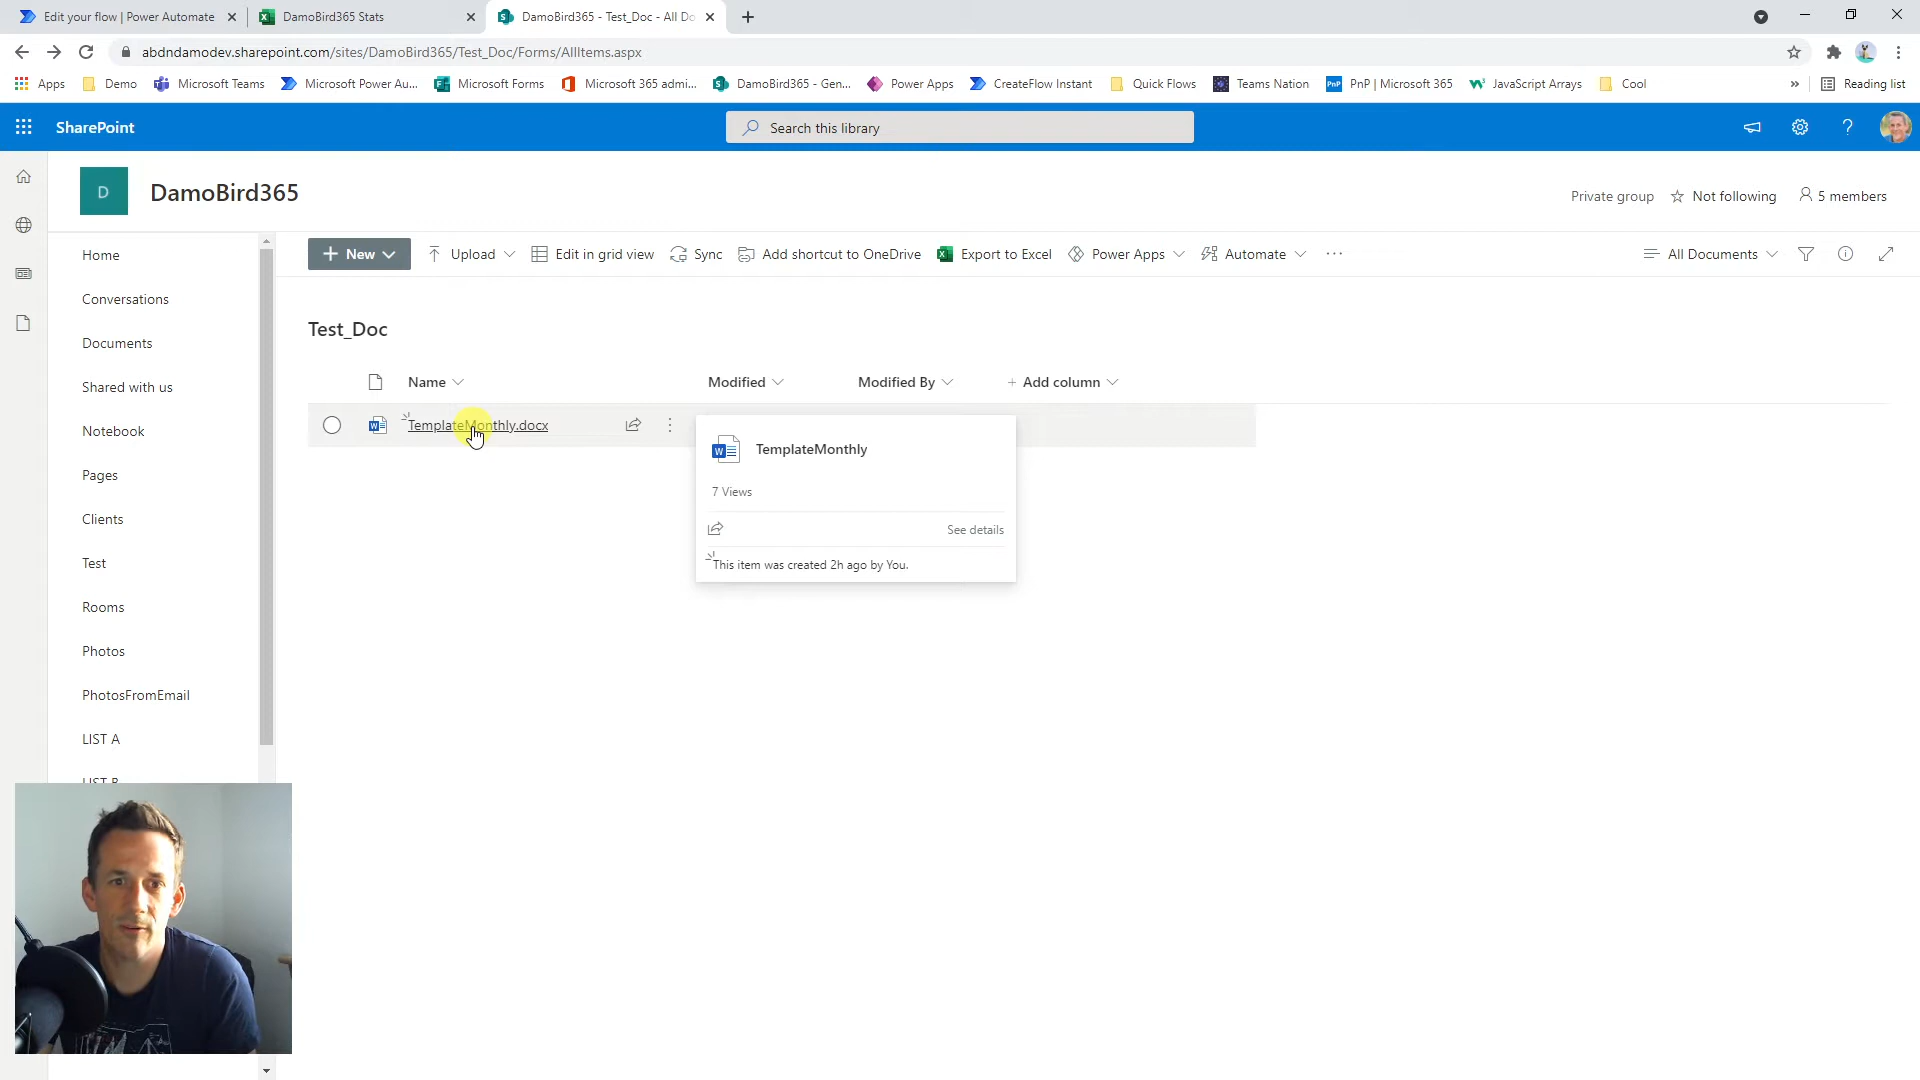 Edit your flow | Power Automate
DamoBird365 Stats
DamoBird365 - Test_Doc - All Do
abdndamodev.sharepoint.com/sites/DamoBird365/Test_Doc/Forms/AllItems.aspx
Apps
Demo
Microsoft Teams
Microsoft Power Au...
Microsoft Forms
Microsoft 365 admi...
DamoBird365 - Gen...
Power Apps
CreateFlow Instant
Quick Flows
Teams Nation
PnP | Microsoft 365
JavaScript Arrays
Cool
»
Reading list
SharePoint
Search this library
D
DamoBird365
Private group
Not following
5 members
Home
Conversations
Documents
Shared with us
Notebook
Pages
Clients
Test
Rooms
Photos
PhotosFromEmail
LIST A
LIST B
+ New
Upload
Edit in grid view
Sync
Add shortcut to OneDrive
Export to Excel
Power Apps
Automate
...
All Documents
Test_Doc
Name
Modified
Modified By
+ Add column
TemplateMonthly.docx
TemplateMonthly
7 Views
See details
This item was created 2h ago by You.